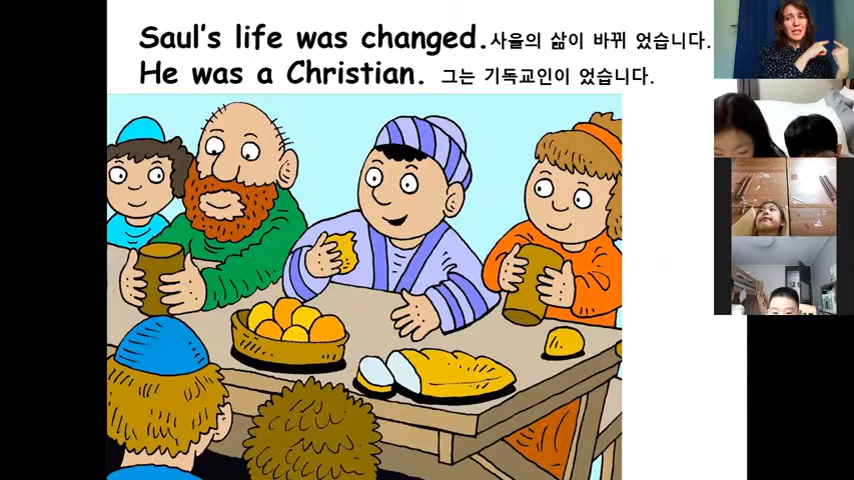 Saul's life was changed.사울의 삶이 바뀌 었습니다.
He was a Christian. 그는 기독교인이 었습니다.